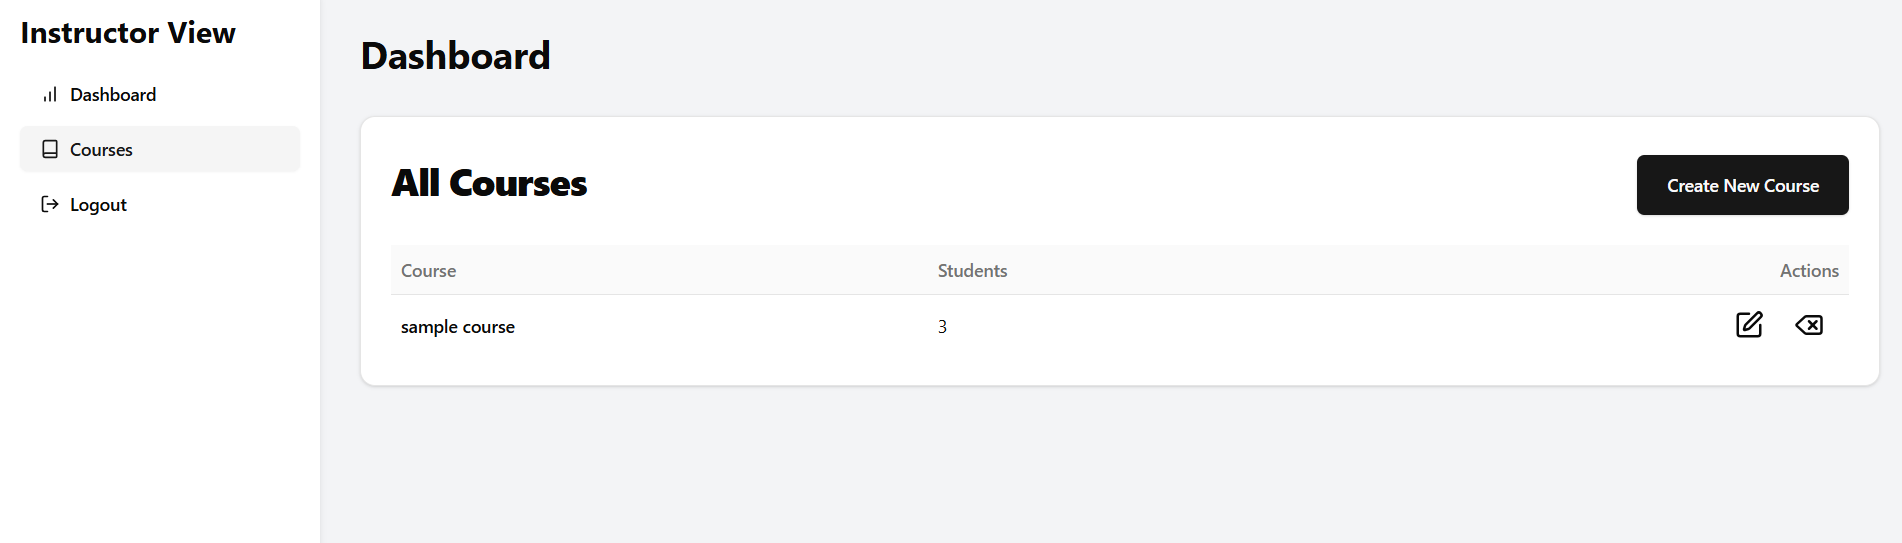 Instructor View
Dashboard
Courses
Logout
Dashboard
All Courses
Create New Course
Course Students Actions
sample course 3